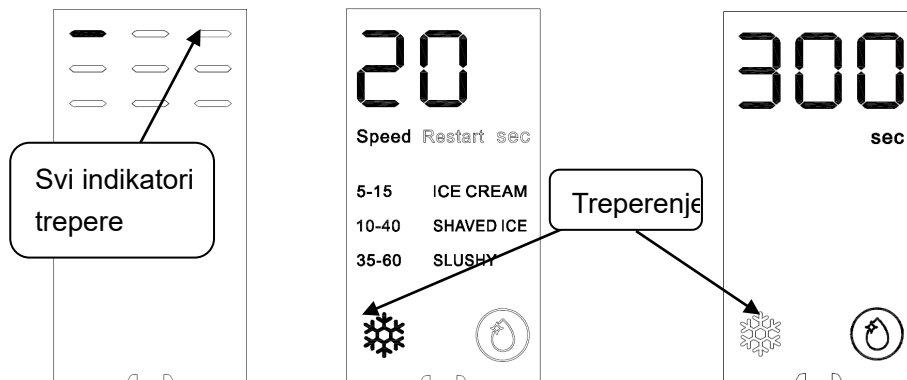 20
300
Speed Restart sec
sec
Svi indikatori
trepere
5-15 ICE CREAM
10-40 SHAVED ICE
35-60 SLUSHY
Treperenje